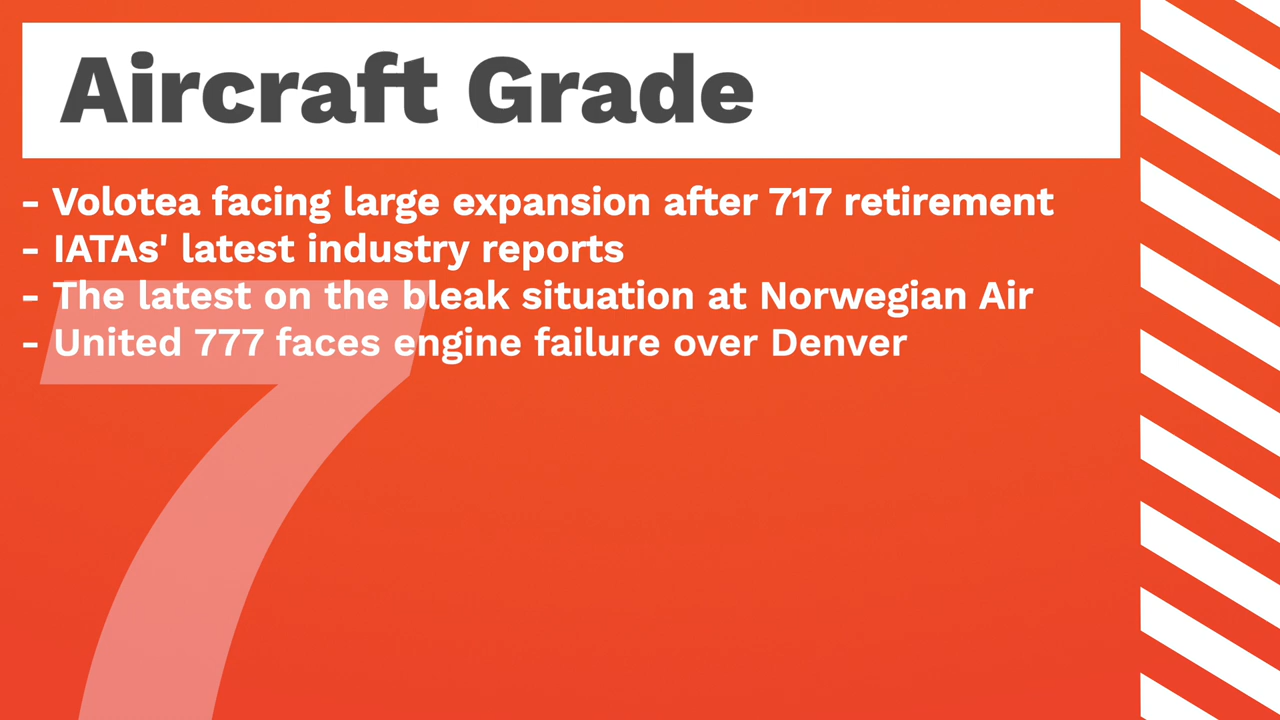 Aircraft Grade
- Volotea facing large expansion after 717 retirement
- IATAs' latest industry reports
- The latest on the bleak situation at Norwegian Air
- United 777 faces engine failure over Denver
7